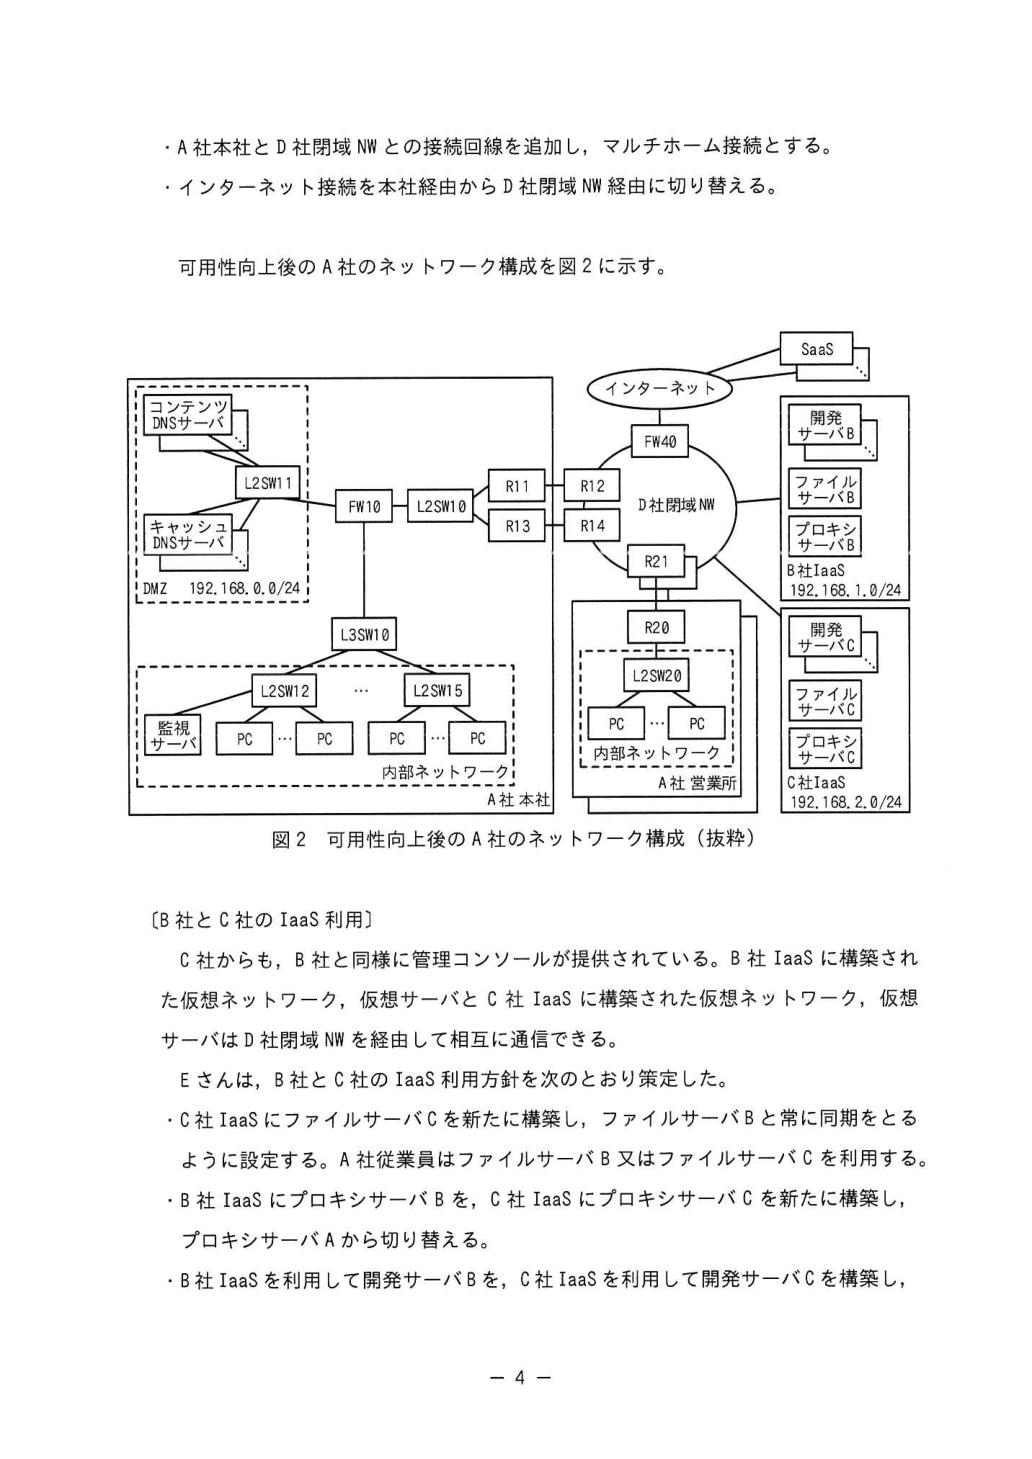 ・A社本社とD社閉域NWとの接続回線を追加し，マルチホーム接続とする。
・インターネット接続を本社経由からD社閉域NW経由に切り替える。
可用性向上後のA社のネットワーク構成を図2に示す。
SaaS
インターネット
コンテンツ
DNSサーバ
開発
サーバB
FW40
L2SW11
R11
R12
ファイル
サーバB
FW10
L2SW10
D社閉域NW
キャッシュ
DNSサーバ
R13
R14
プロキシ
サーバB
R21
B社IaaS
192.168.1.0/24
DMZ 192.168.0.0/24
L3SW10
R20
開発
サーバC
L2SW12
…
L2SW15
L2SW20
ファイル
サーバC
監視
サーバ
PC
…
PC
PC
…
PC
PC
…
PC
プロキシ
サーバC
内部ネットワーク
内部ネットワーク
A社 本社
A社 営業所
C社IaaS
192.168.2.0/24
図2 可用性向上後のA社のネットワーク構成（抜粋）
〔B社とC社のIaaS利用〕
C社からも，B社と同様に管理コンソールが提供されている。B社IaaSに構築され
た仮想ネットワーク，仮想サーバとC社IaaSに構築された仮想ネットワーク，仮想
サーバはD社閉域NWを経由して相互に通信できる。
Eさんは，B社とC社のIaaS利用方針を次のとおり策定した。
・C社IaaSにファイルサーバCを新たに構築し，ファイルサーバBと常に同期をとる
ように設定する。A社従業員はファイルサーバB又はファイルサーバCを利用する。
・B社IaaSにプロキシサーバBを，C社IaaSにプロキシサーバCを新たに構築し，
プロキシサーバAから切り替える。
・B社IaaSを利用して開発サーバBを，C社IaaSを利用して開発サーバCを構築し，
－ 4 －